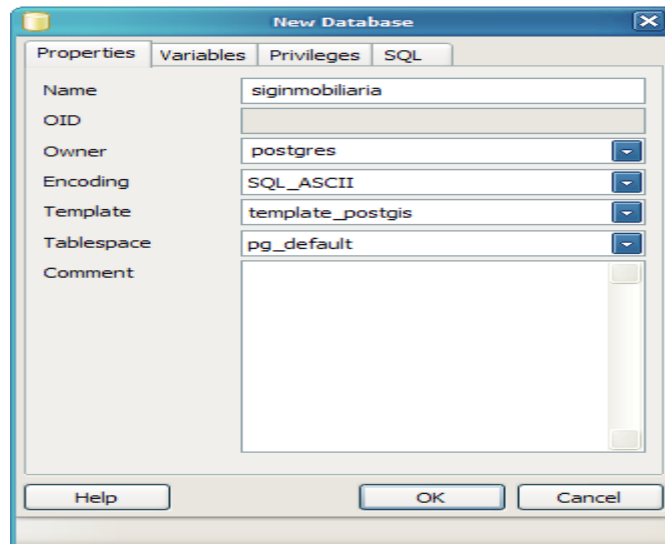 New Database
Properties Variables Privileges SQL
Name siginmobiliaria
OID
Owner postgres
Encoding SQL_ASCII
Template template_postgis
Tablespace pg_default
Comment
Help OK Cancel